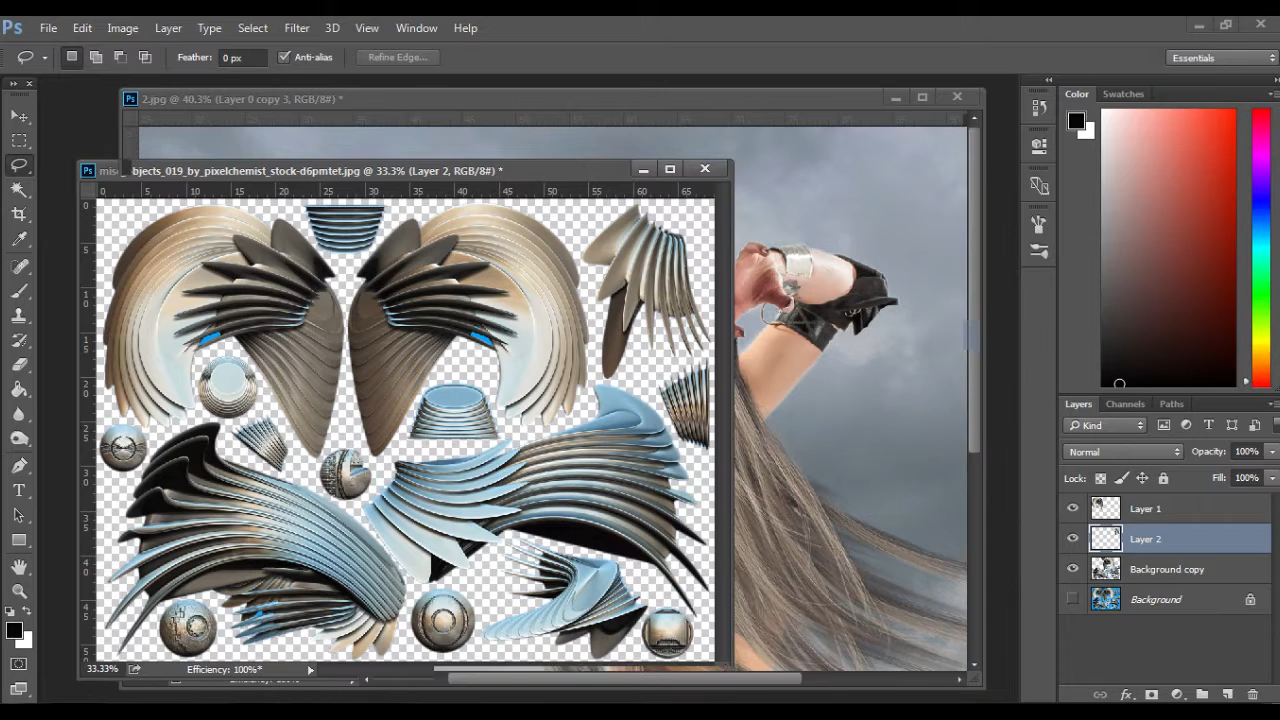 Ps File Edit Image Layer Type Select Filter 3D View Window Help
Feather: 0 px Anti-alias Refine Edge... Essentials
2.jpg @ 40.3% (Layer 0 copy 3, RGB/8#) *
Color Swatches
bjects_019_by_pixelchemist_stock-d6pmtet.jpg @ 33.3% (Layer 2, RGB/8#) *
0 5 10 15 20 25 30 35 40 45 50 55 60 65
Layers Channels Paths
Kind
Normal Opacity: 100%
Lock: Fill: 100%
Layer 1
Layer 2
Background copy
Background
33.33% Efficiency: 100%*